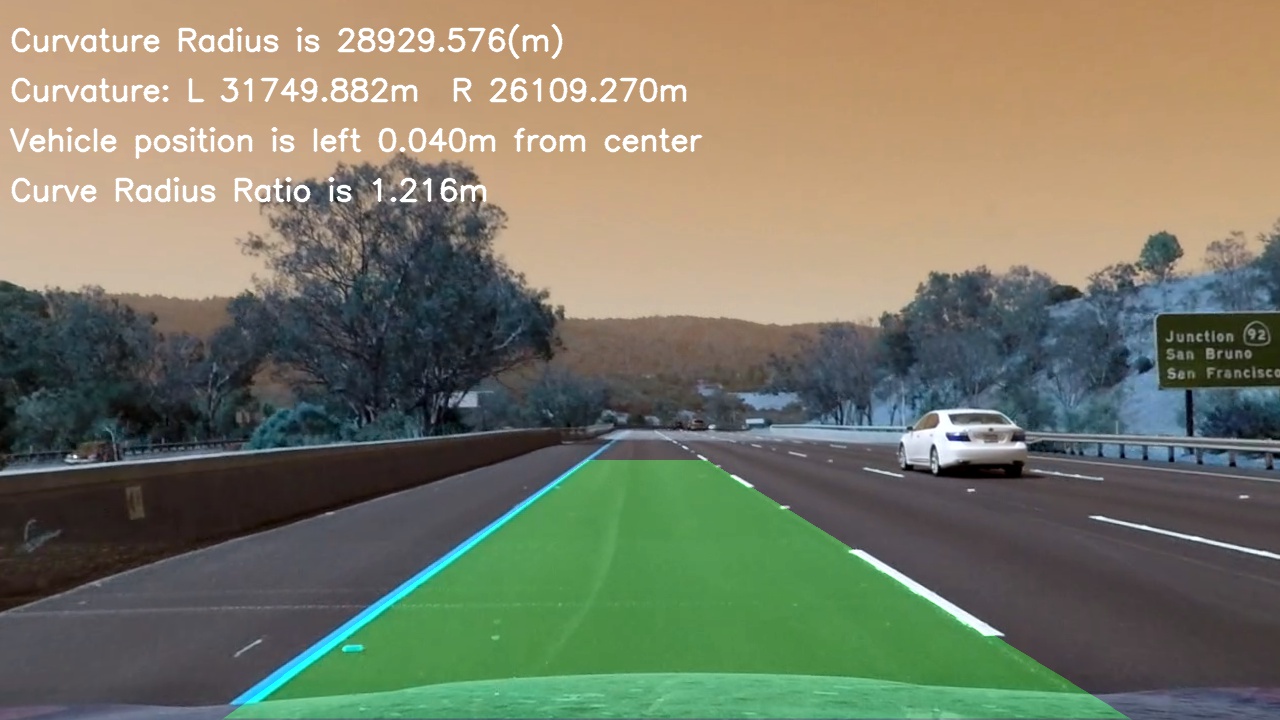 Curvature Radius is 28929.576(m)
Curvature: L 31749.882m R 26109.270m
Vehicle position is left 0.040m from center
Curve Radius Ratio is 1.216m
Junction 92
San Bruno
San Francisco